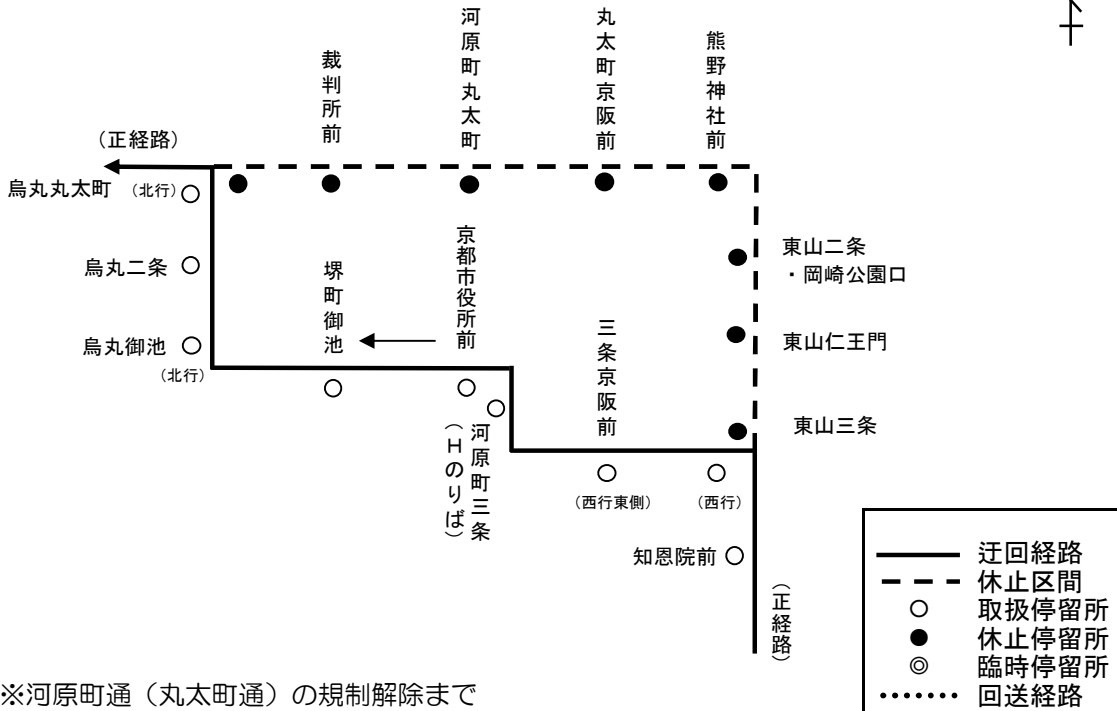 裁判所前
河原町丸太町
丸太町京阪前
熊野神社前
（正経路）
烏丸丸太町
（北行）
烏丸二条
烏丸御池
（北行）
堺町御池
京都市役所前
河原町三条
（Ｈのりば）
三条京阪前
（西行東側）
（西行）
東山二条
・岡崎公園口
東山仁王門
東山三条
知恩院前
（正経路）
迂回経路
休止区間
取扱停留所
休止停留所
臨時停留所
回送経路
※河原町通（丸太町通）の規制解除まで